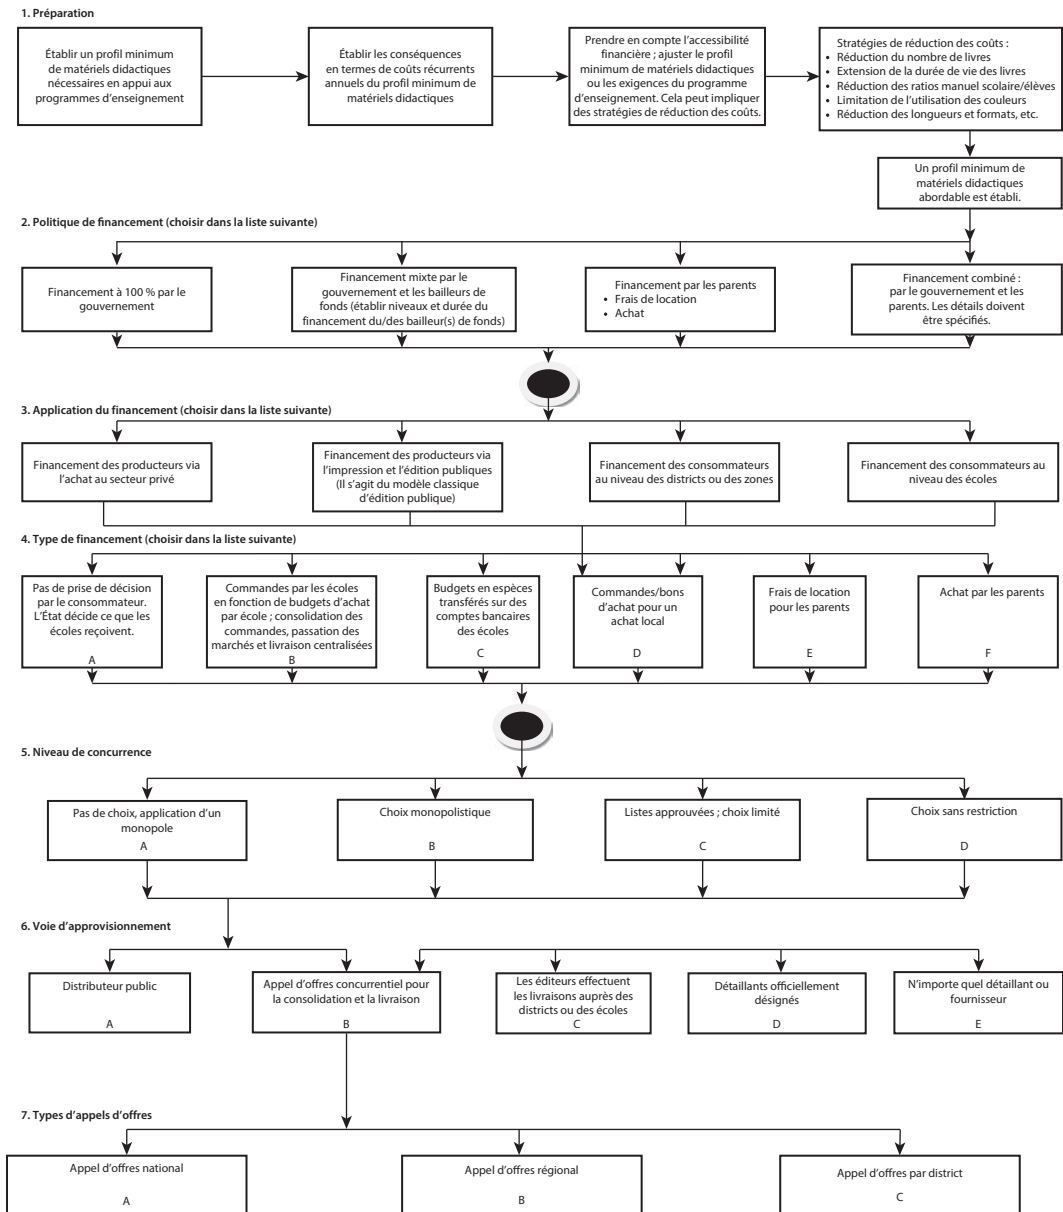 1. Préparation
Établir un profil minimum
de matériels didactiques
nécessaires en appui aux
programmes d’enseignement
Établir les conséquences
en termes de coûts récurrents
annuels du profil minimum de
matériels didactiques
Prendre en compte l’accessibilité
financière ; ajuster le profil
minimum de matériels didactiques
ou les exigences du programme
d’enseignement. Cela peut impliquer
des stratégies de réduction des coûts.
Stratégies de réduction des coûts :
• Réduction du nombre de livres
• Extension de la durée de vie des livres
• Réduction des ratios manuel scolaire/élèves
• Limitation de l’utilisation des couleurs
• Réduction des longueurs et formats, etc.
Un profil minimum de
matériels didactiques
abordable est établi.
2. Politique de financement (choisir dans la liste suivante)
Financement à 100 % par le
gouvernement
Financement mixte par le
gouvernement et les bailleurs de
fonds (établir niveaux et durée du
financement du/des bailleur(s) de fonds)
Financement par les parents
• Frais de location
• Achat
Financement combiné :
par le gouvernement et les
parents. Les détails doivent
être spécifiés.
3. Application du financement (choisir dans la liste suivante)
Financement des producteurs via
l’achat au secteur privé
Financement des producteurs via
l’impression et l’édition publiques
(Il s’agit du modèle classique
d’édition publique)
Financement des consommateurs
au niveau des districts ou des zones
Financement des consommateurs au
niveau des écoles
4. Type de financement (choisir dans la liste suivante)
Pas de prise de décision
par le consommateur.
L’État décide ce que les
écoles reçoivent.
A
Commandes par les écoles
en fonction de budgets d’achat
par école ; consolidation des
commandes, passation des
marchés et livraison centralisées
B
Budgets en espèces
transférés sur des
comptes bancaires
des écoles
C
Commandes/bons
d’achat pour un
achat local
D
Frais de location
pour les parents
E
Achat par les parents
F
5. Niveau de concurrence
Pas de choix, application d’un
monopole
A
Choix monopolistique
B
Listes approuvées ; choix limité
C
Choix sans restriction
D
6. Voie d’approvisionnement
Distributeur public
A
Appel d’offres concurrentiel pour
la consolidation et la livraison
B
Les éditeurs effectuent
les livraisons auprès des
districts ou des écoles
C
Détaillants officiellement
désignés
D
N’importe quel détaillant ou
fournisseur
E
7. Types d’appels d’offres
Appel d’offres national
A
Appel d’offres régional
B
Appel d’offres par district
C